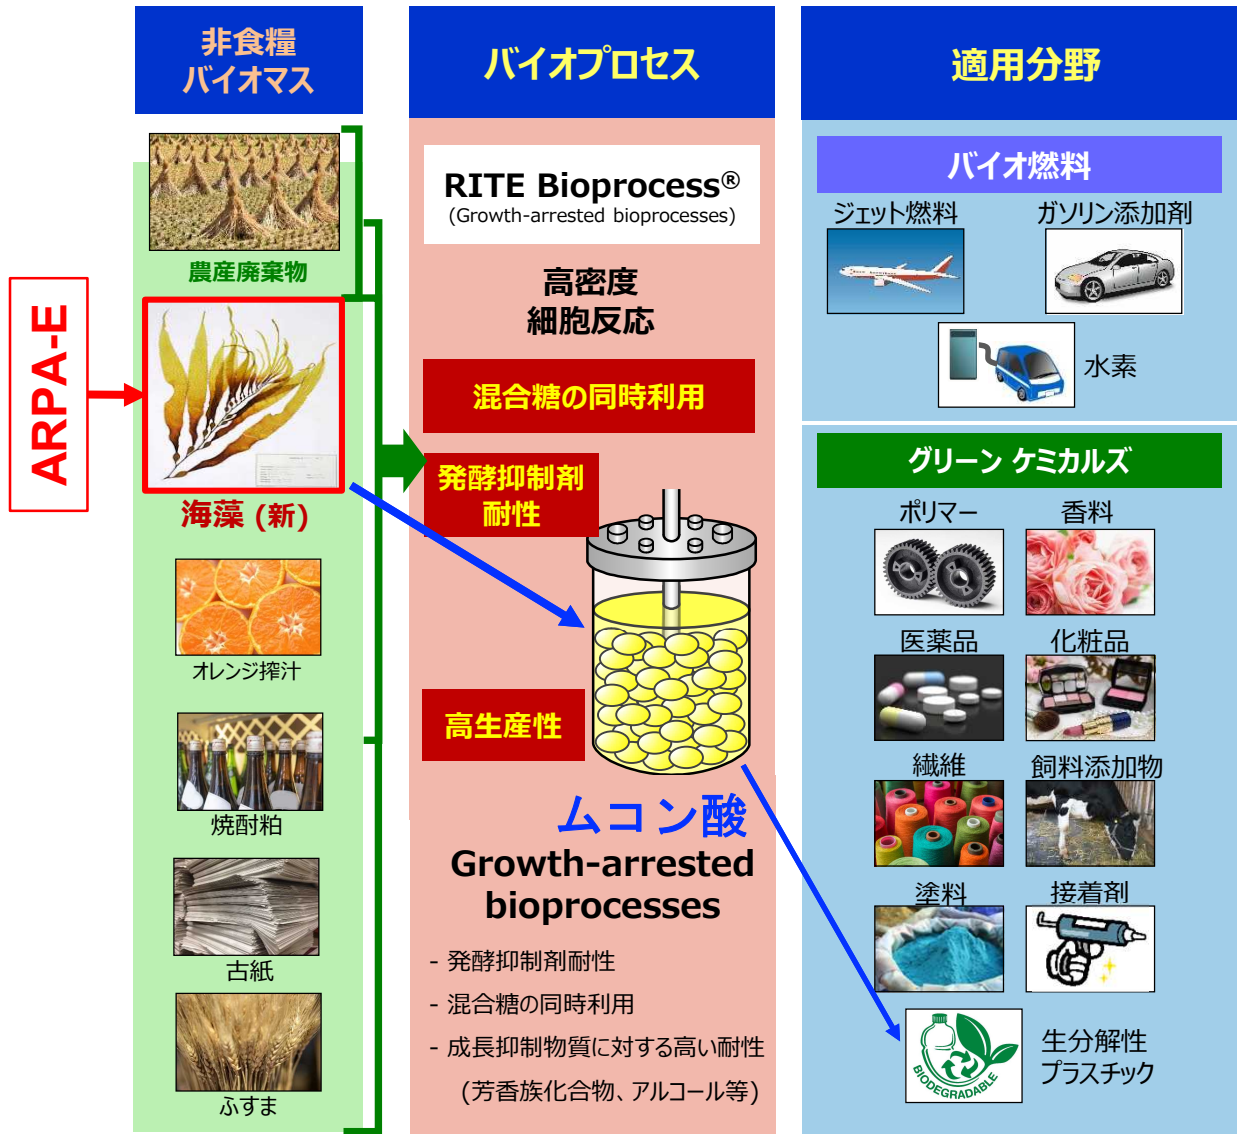 非食糧
バイオマス
バイオプロセス
適用分野
ARPA-E
農産廃棄物
海藻 (新)
オレンジ搾汁
焼酎粕
古紙
ふすま
RITE Bioprocess®
(Growth-arrested bioprocesses)
高密度
細胞反応
混合糖の同時利用
発酵抑制剤
耐性
高生産性
ムコン酸
Growth-arrested
bioprocesses
- 発酵抑制剤耐性
- 混合糖の同時利用
- 成長抑制物質に対する高い耐性
(芳香族化合物、アルコール等)
バイオ燃料
ジェット燃料
ガソリン添加剤
水素
グリーン ケミカルズ
ポリマー
香料
医薬品
化粧品
繊維
飼料添加物
塗料
接着剤
BIODEGRADABLE
生分解性
プラスチック